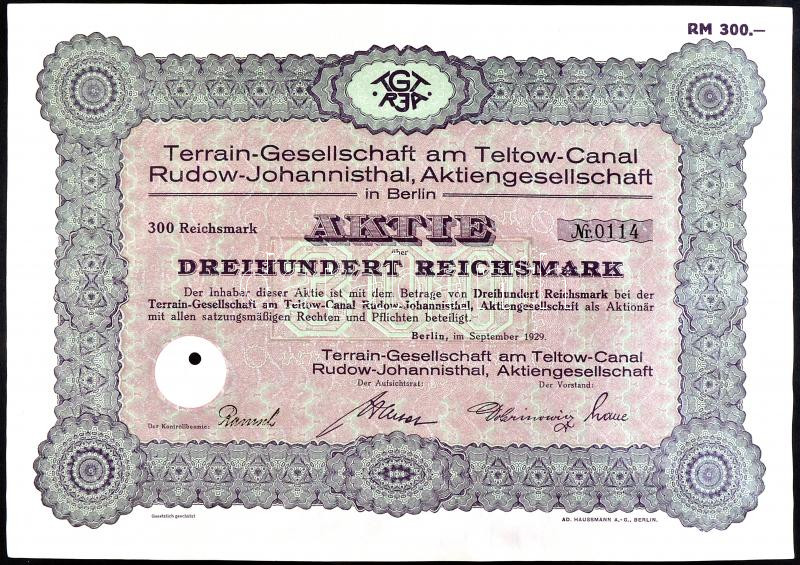 RM 300.—
TGT
RJA
Terrain-Gesellschaft am Teltow-Canal
Rudow-Johannisthal, Aktiengesellschaft
in Berlin
300 Reichsmark
AKTIE
№ 0114
über
DREIHUNDERT REICHSMARK
Der Inhaber dieser Aktie ist mit dem Betrage von Dreihundert Reichsmark bei der
Terrain-Gesellschaft am Teltow-Canal Rudow-Johannisthal, Aktiengesellschaft als Aktionär
mit allen satzungsmäßigen Rechten und Pflichten beteiligt.
Berlin, im September 1929.
Terrain-Gesellschaft am Teltow-Canal
Rudow-Johannisthal, Aktiengesellschaft
Der Aufsichtsrat:
Der Vorstand:
Der Kontrollbeamte:
Gesetzlich geschützt
AD. HAUSSMANN A.-G., BERLIN.